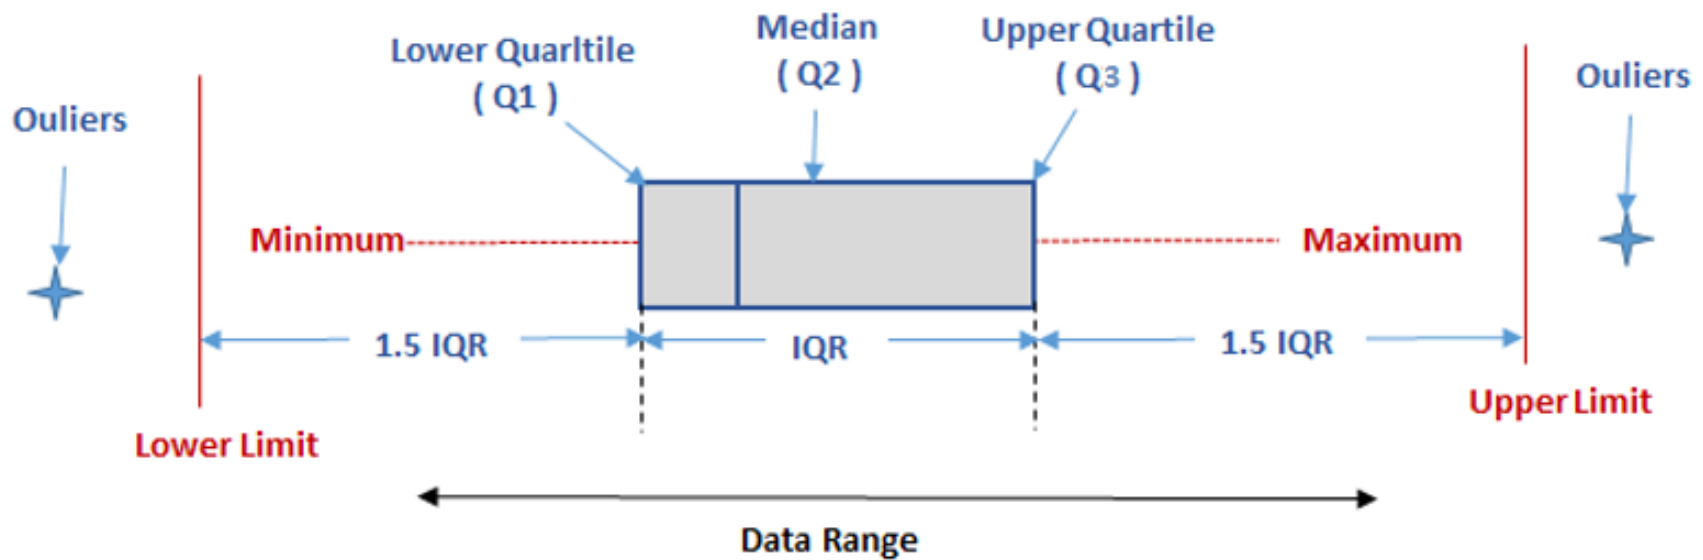 Median
( Q2 )
Lower Quarltile
( Q1 )
Upper Quartile
( Q3 )
Ouliers
Ouliers
Minimum
Maximum
1.5 IQR
IQR
1.5 IQR
Lower Limit
Upper Limit
Data Range